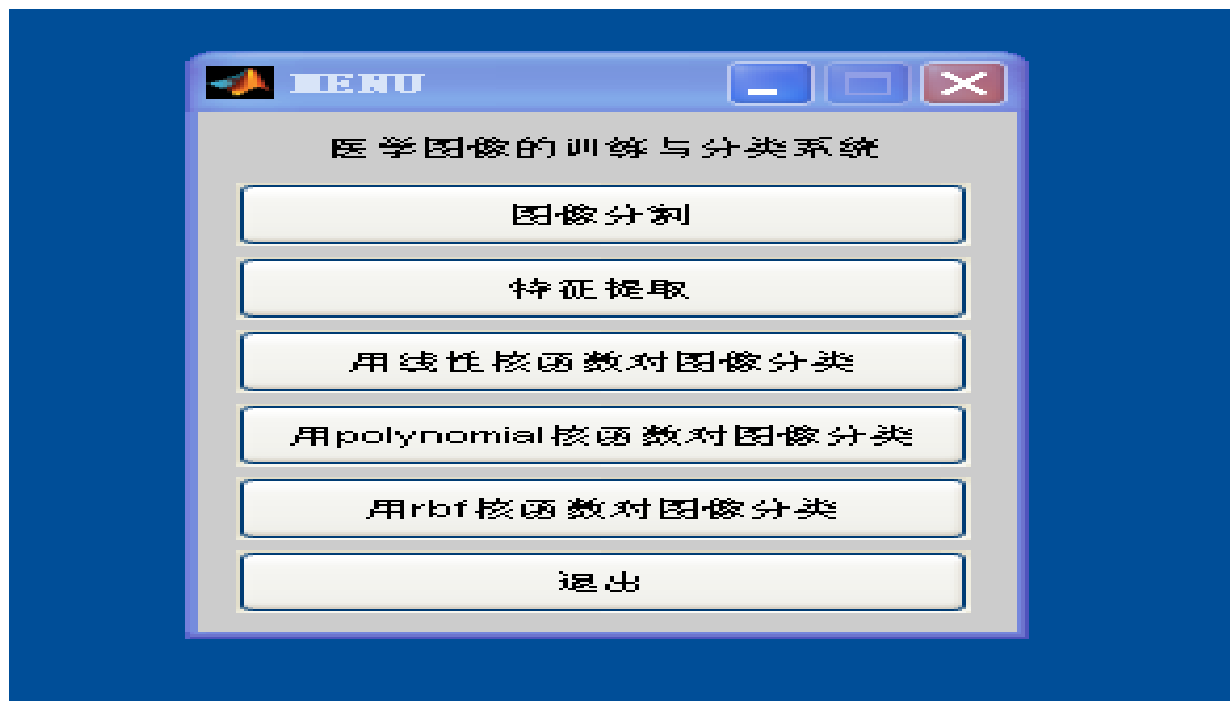 MENU
医学图像的训练与分类系统
图像分割
特征提取
用线性核函数对图像分类
用polynomial核函数对图像分类
用rbf核函数对图像分类
退出